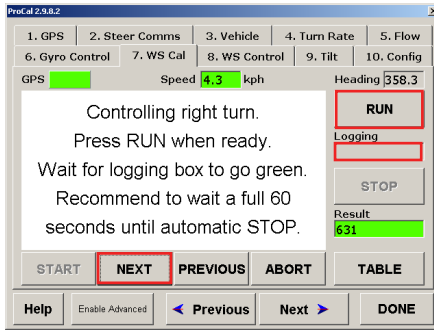 ProCal 2.9.8.2
1. GPS 2. Steer Comms 3. Vehicle 4. Turn Rate 5. Flow
6. Gyro Control 7. WS Cal 8. WS Control 9. Tilt 10. Config
GPS Speed 4.3 kph Heading 358.3
Controlling right turn.
Press RUN when ready.
Wait for logging box to go green.
Recommend to wait a full 60
seconds until automatic STOP.
RUN
Logging
STOP
Result
631
START NEXT PREVIOUS ABORT TABLE
Help Enable Advanced Previous Next DONE